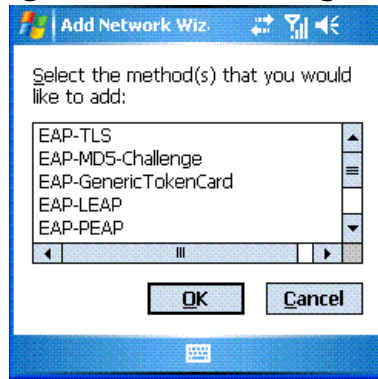 Add Network Wiz
Select the method(s) that you would
like to add:
EAP-TLS
EAP-MD5-Challenge
EAP-GenericTokenCard
EAP-LEAP
EAP-PEAP
OK
Cancel